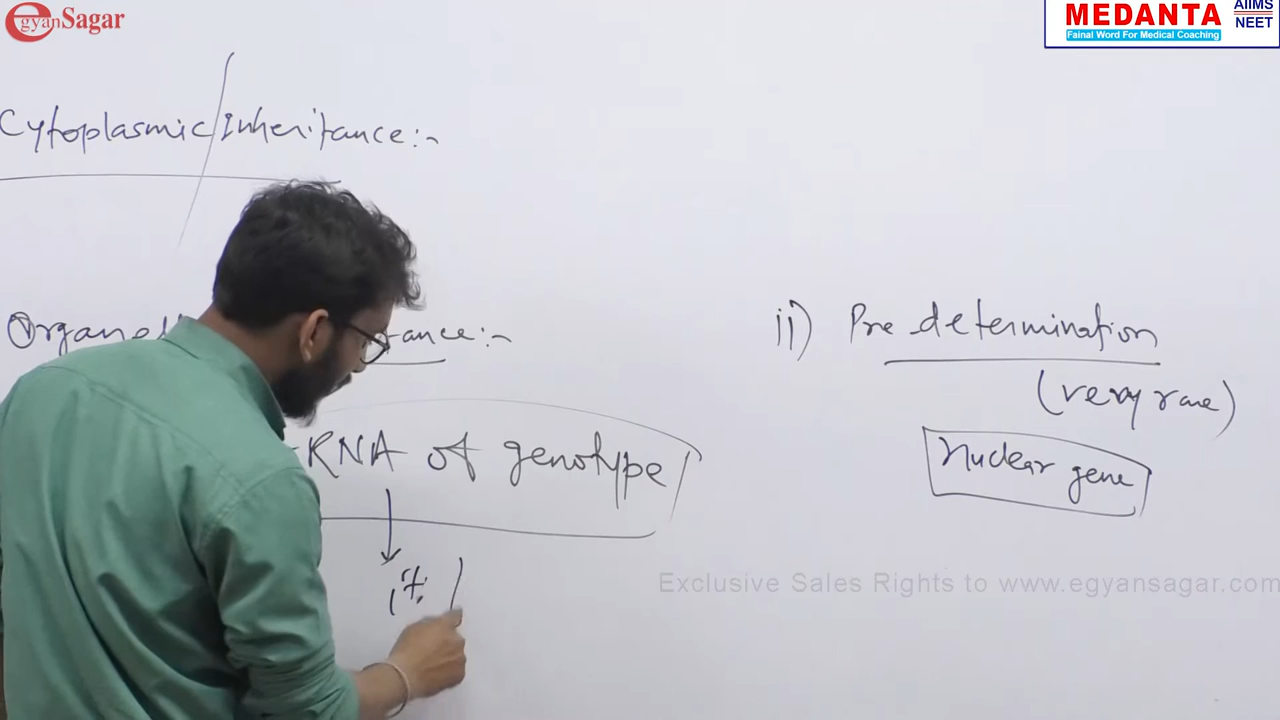 egyanSagar
MEDANTA AIIMS NEET
Fainal Word For Medical Coaching
Cytoplasmic Inheritance:-
ii) Pre determination
(very rare)
RNA of genotype
Nuclear gene
Exclusive Sales Rights to www.egyansagar.com